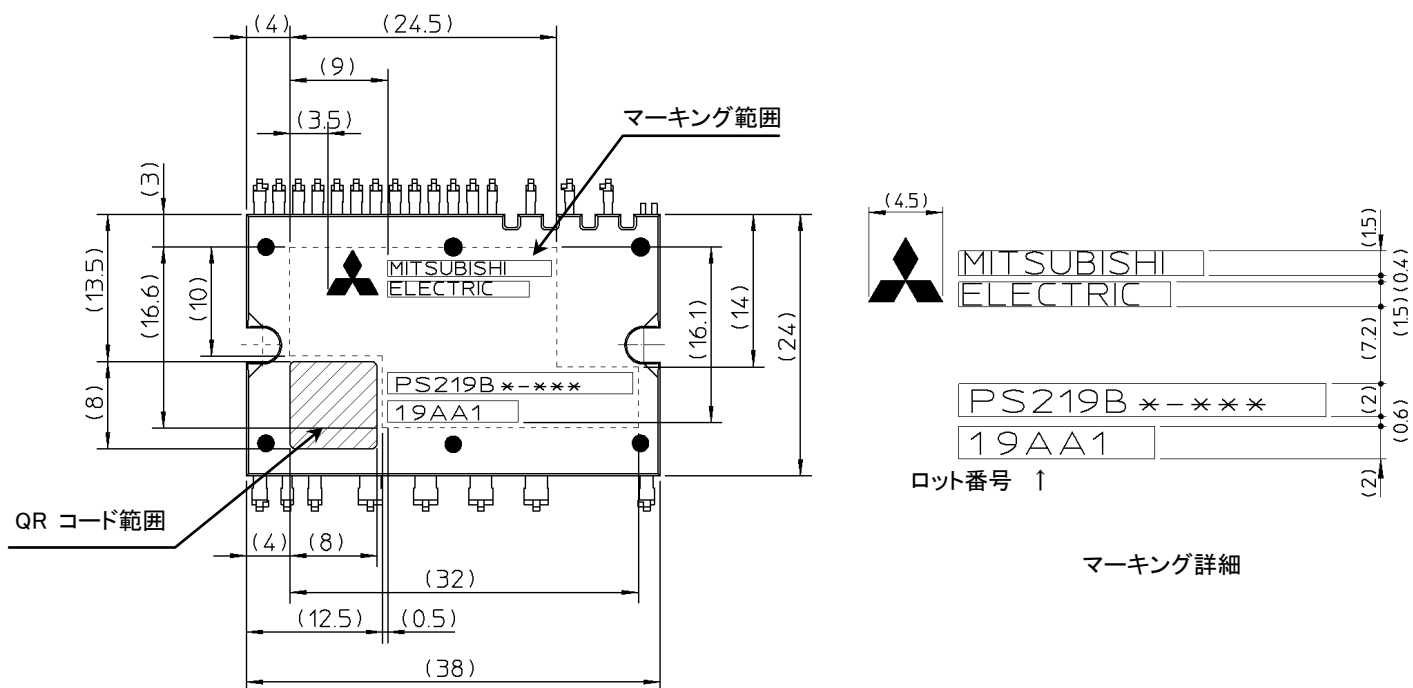 (4)
(24.5)
(9)
(3.5)
マーキング範囲
(3)
(13.5)
(16.6)
(10)
(8)
MITSUBISHI
ELECTRIC
(16.1)
(14)
(24)
PS219B*-***
19AA1
QR コード範囲
(4)
(8)
(32)
(12.5)
(0.5)
(38)
(4.5)
MITSUBISHI
ELECTRIC
(1.5)
(0.4)
(1.5)
(7.2)
PS219B*-***
(2)
(0.6)
19AA1
(2)
ロット番号 ↑
マーキング詳細